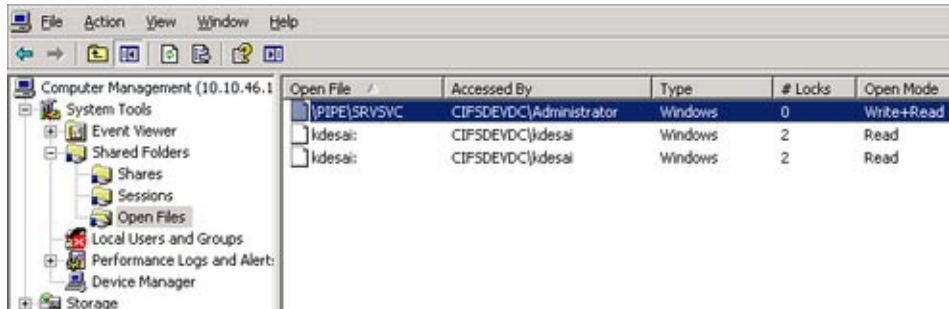 File Action View Window Help
Computer Management (10.10.46.1
System Tools
Event Viewer
Shared Folders
Shares
Sessions
Open Files
Local Users and Groups
Performance Logs and Alert
Device Manager
Storage
Open File Accessed By Type # Locks Open Mode
\PIPE\SRVSVC CIFSDEVDC\Administrator Windows 0 Write+Read
kdesai: CIFSDEVDC\kdesai Windows 2 Read
kdesai: CIFSDEVDC\kdesai Windows 2 Read